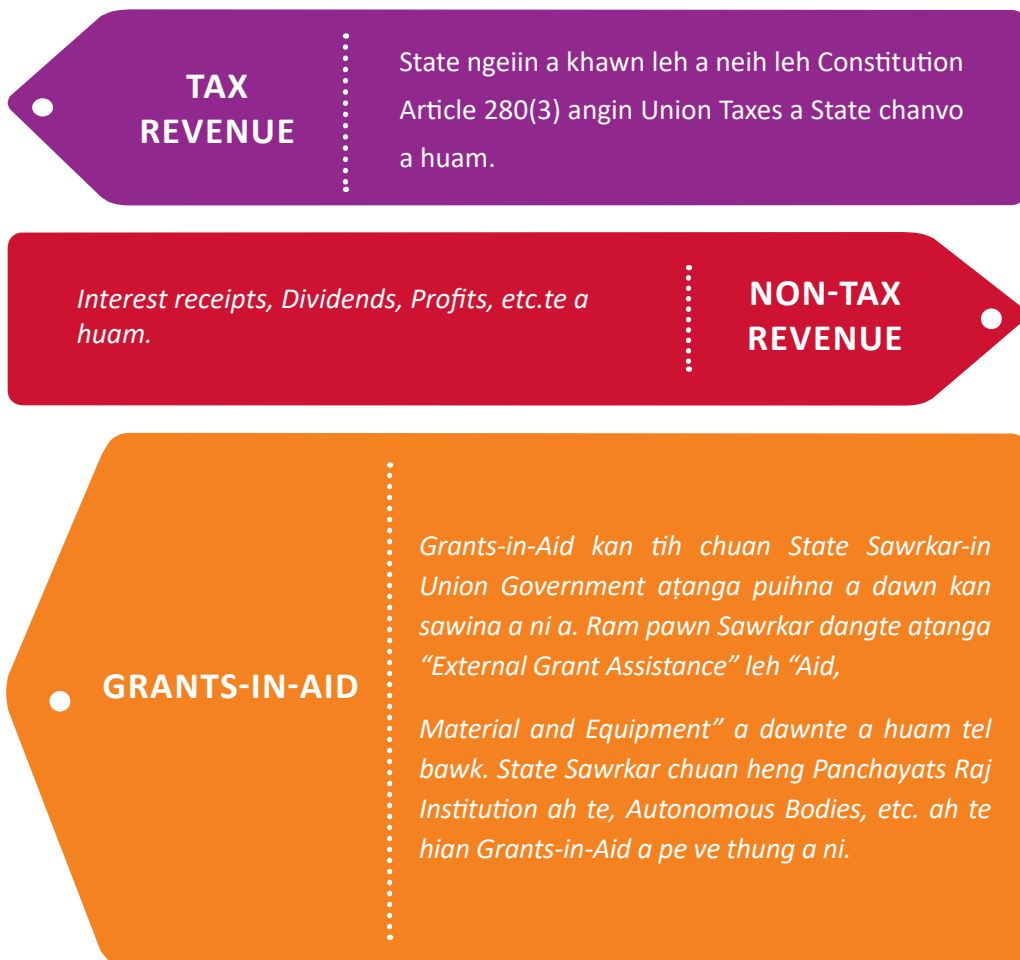 TAX
REVENUE
State ngeiin a khawn leh a neih leh Constitution
Article 280(3) angin Union Taxes a State chanvo
a huam.
Interest receipts, Dividends, Profits, etc.te a
huam.
NON-TAX
REVENUE
GRANTS-IN-AID
Grants-in-Aid kan tih chuan State Sawrkar-in
Union Government aṭanga puihna a dawn kan
sawina a ni a. Ram pawn Sawrkar dangte aṭanga
“External Grant Assistance” leh “Aid,
Material and Equipment” a dawnte a huam tel
bawk. State Sawrkar chuan heng Panchayats Raj
Institution ah te, Autonomous Bodies, etc. ah te
hian Grants-in-Aid a pe ve thung a ni.